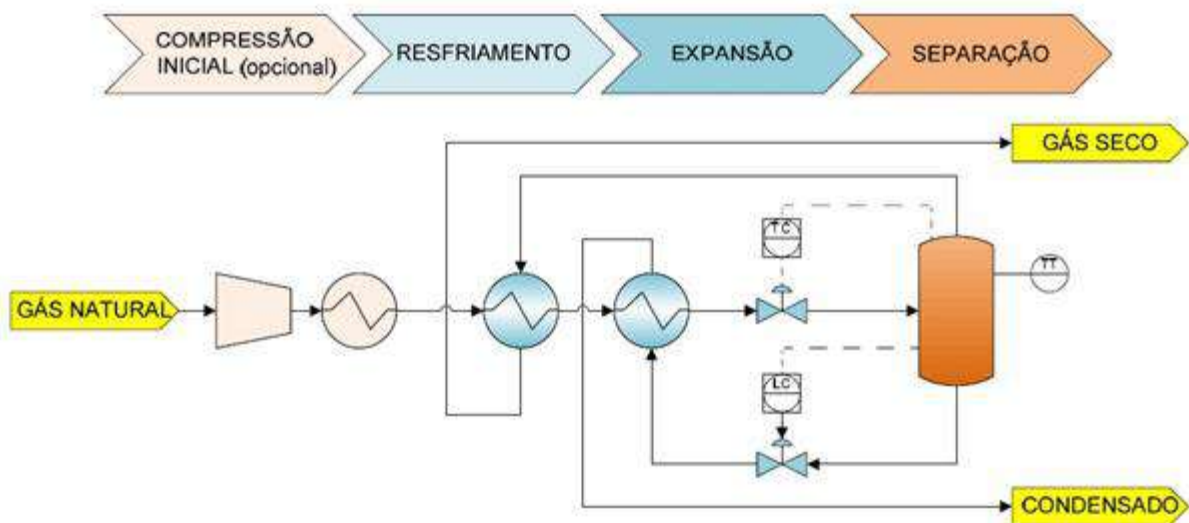 COMPRESSÃO
INICIAL (opcional)
RESFRIAMENTO
EXPANSÃO
SEPARAÇÃO
GÁS SECO
TC
TT
GÁS NATURAL
LC
CONDENSADO